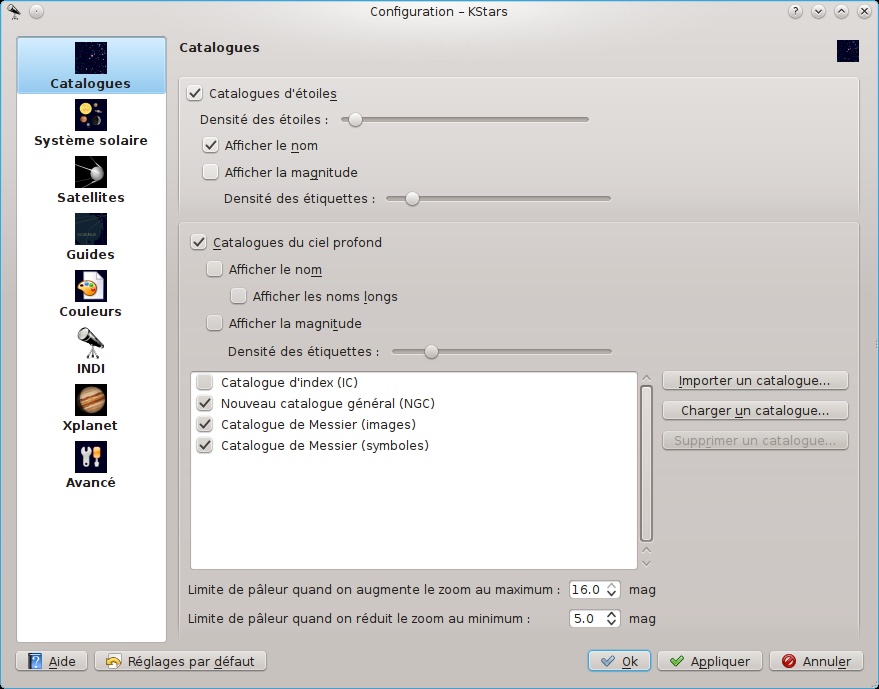 Configuration – KStars
Catalogues
Système solaire
Satellites
Guides
Couleurs
INDI
Xplanet
Avancé
Catalogues
Catalogues d'étoiles
Densité des étoiles :
Afficher le nom
Afficher la magnitude
Densité des étiquettes :
Catalogues du ciel profond
Afficher le nom
Afficher les noms longs
Afficher la magnitude
Densité des étiquettes :
Catalogue d'index (IC)
Nouveau catalogue général (NGC)
Catalogue de Messier (images)
Catalogue de Messier (symboles)
Importer un catalogue...
Charger un catalogue...
Supprimer un catalogue...
Limite de pâleur quand on augmente le zoom au maximum : 16.0 mag
Limite de pâleur quand on réduit le zoom au minimum : 5.0 mag
Aide Réglages par défaut Ok Appliquer Annuler